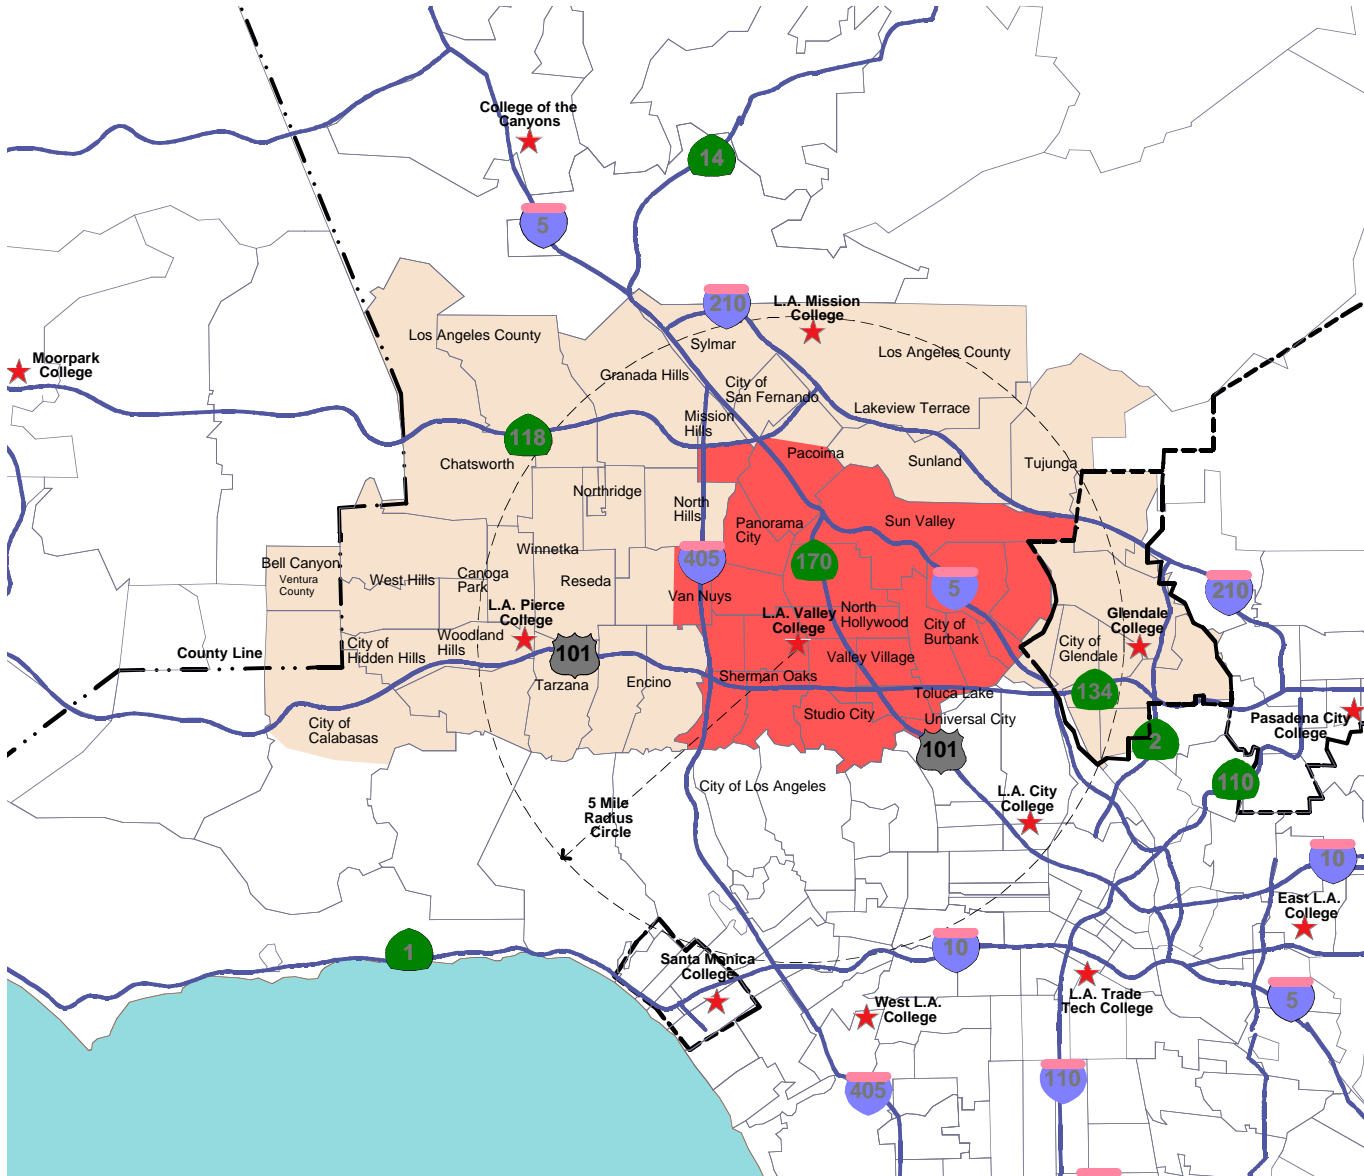 College of the
Canyons
14
5
210
L.A. Mission
College
Los Angeles County
Sylmar
Los Angeles County
Moorpark
College
Granada Hills
City of
San Fernando
Lakeview Terrace
Mission
Hills
118
Pacoima
Chatsworth
Sunland
Tujunga
Northridge
North
Hills
Panorama
City
Sun Valley
Winnetka
405
170
Bell Canyon
Ventura
County
West Hills
Canoga
Park
Reseda
5
210
Van Nuys
L.A. Pierce
College
L.A. Valley
College
North
Hollywood
City of
Burbank
Glendale
College
City of
Glendale
County Line
City of
Hidden Hills
Woodland
Hills
101
Valley Village
Tarzana
Encino
Sherman Oaks
134
Toluca Lake
Studio City
Universal City
City of
Calabasas
101
2
Pasadena City
College
City of Los Angeles
110
5 Mile
Radius
Circle
L.A. City
College
10
East L.A.
College
1
10
Santa Monica
College
West L.A.
College
L.A. Trade
Tech College
5
405
110